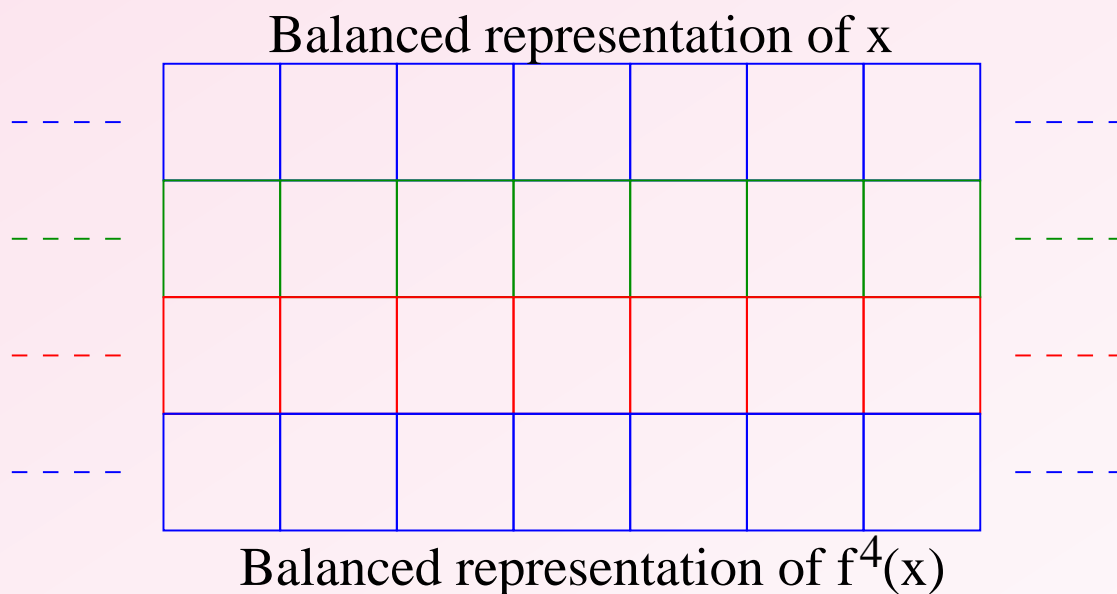 Balanced representation of x
Balanced representation of f⁴(x)